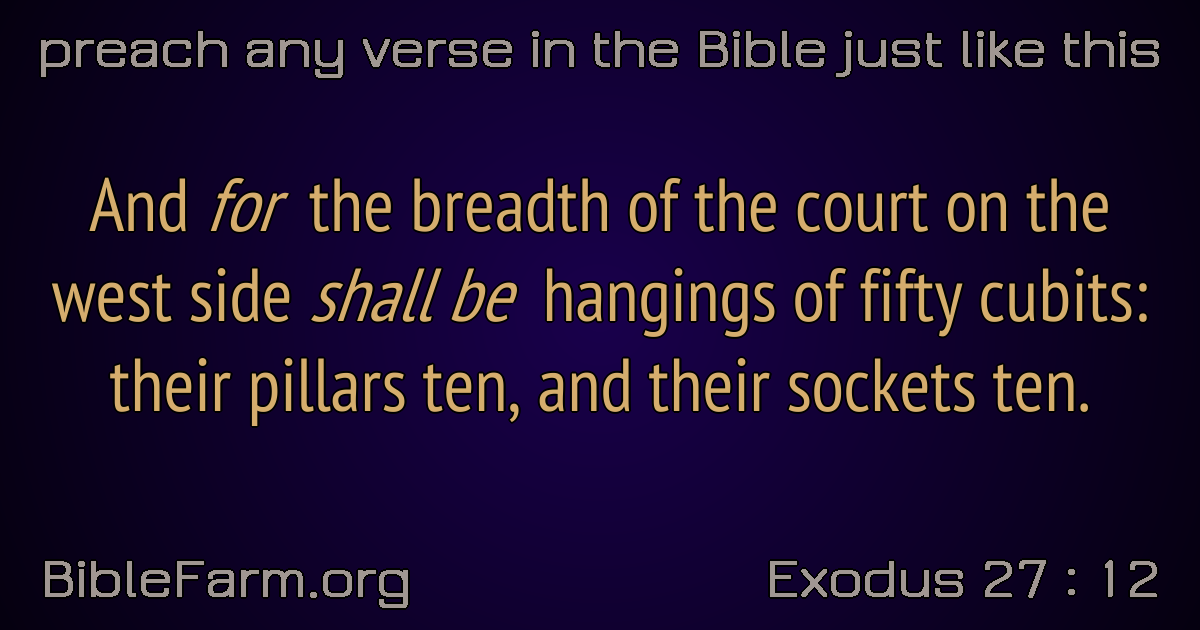 preach any verse in the Bible just like this
And for the breadth of the court on the
west side shall be hangings of fifty cubits:
their pillars ten, and their sockets ten.
BibleFarm.org
Exodus 27 : 12